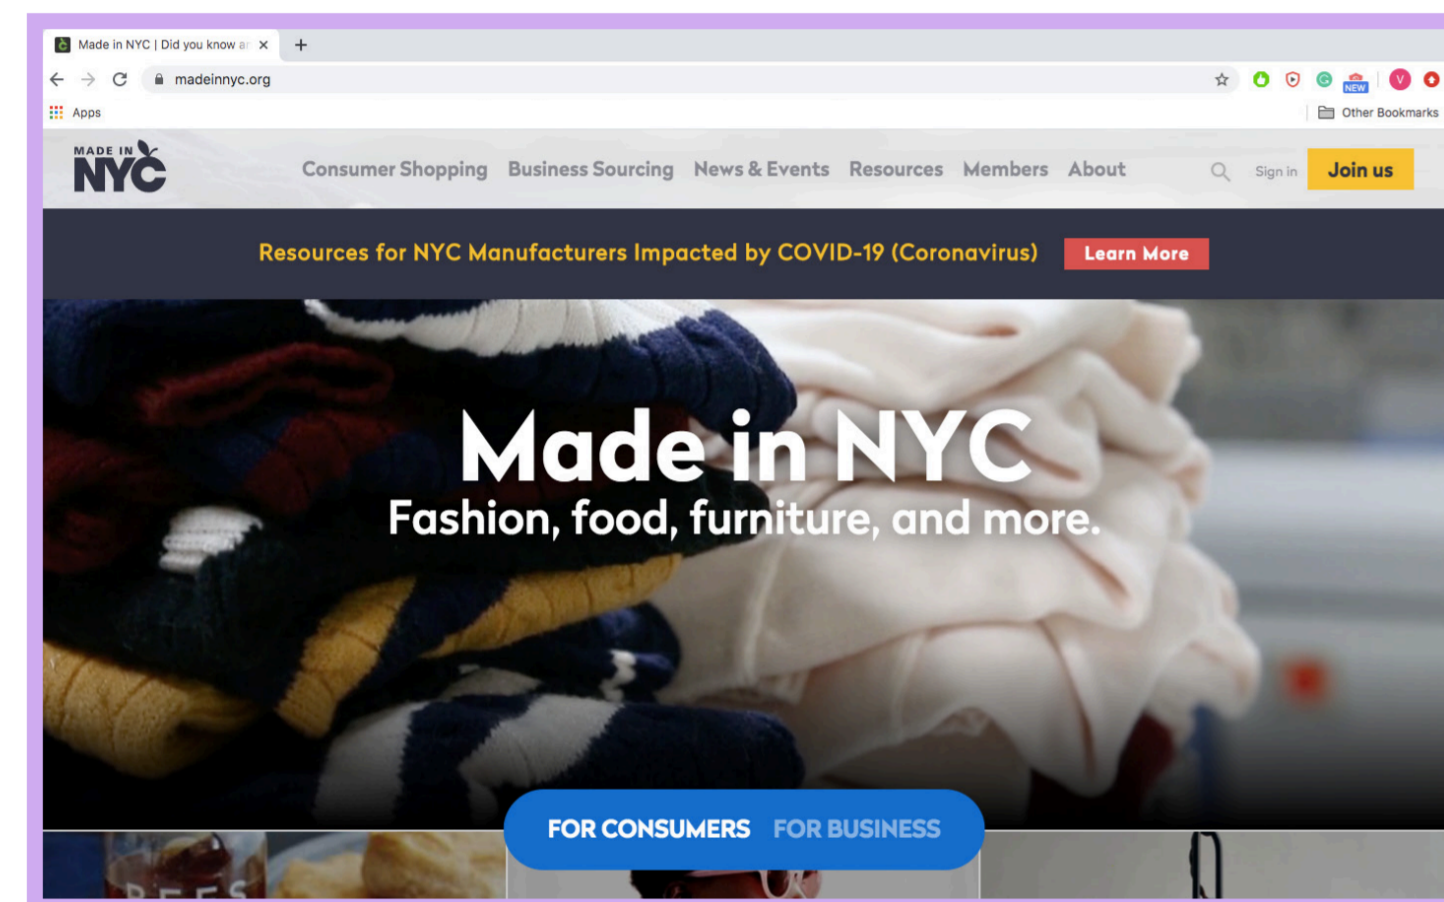 Made in NYC | Did you know ar
madeinnyc.org
NEW
V
Apps
Other Bookmarks
MADE IN
NYC
Consumer Shopping Business Sourcing News & Events Resources Members About
Sign in
Join us
Resources for NYC Manufacturers Impacted by COVID-19 (Coronavirus)
Learn More
Made in NYC
Fashion, food, furniture, and more.
FOR CONSUMERS FOR BUSINESS
BEES